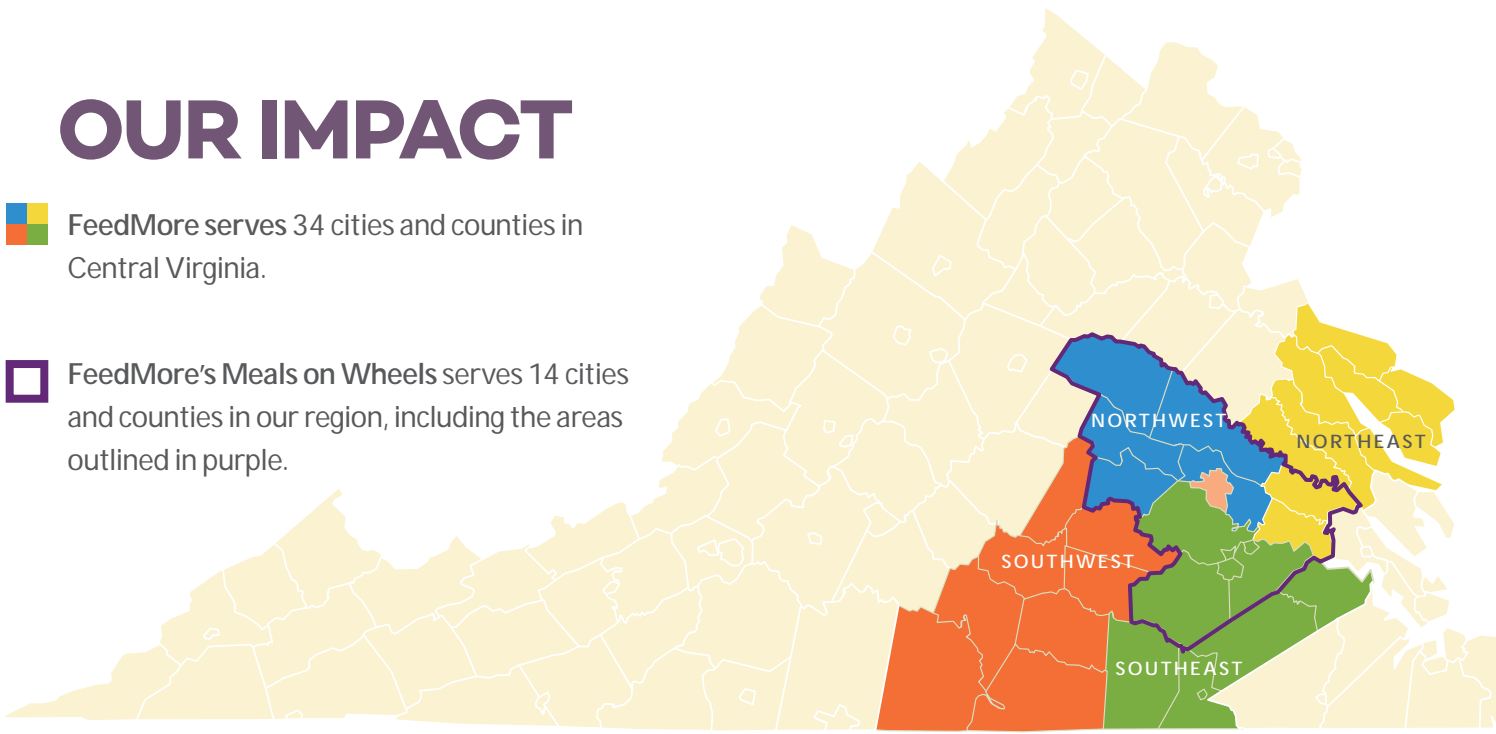 OUR IMPACT
FeedMore serves 34 cities and counties in
Central Virginia.
FeedMore's Meals on Wheels serves 14 cities
and counties in our region, including the areas
outlined in purple.
NORTHWEST
NORTHEAST
SOUTHWEST
SOUTHEAST